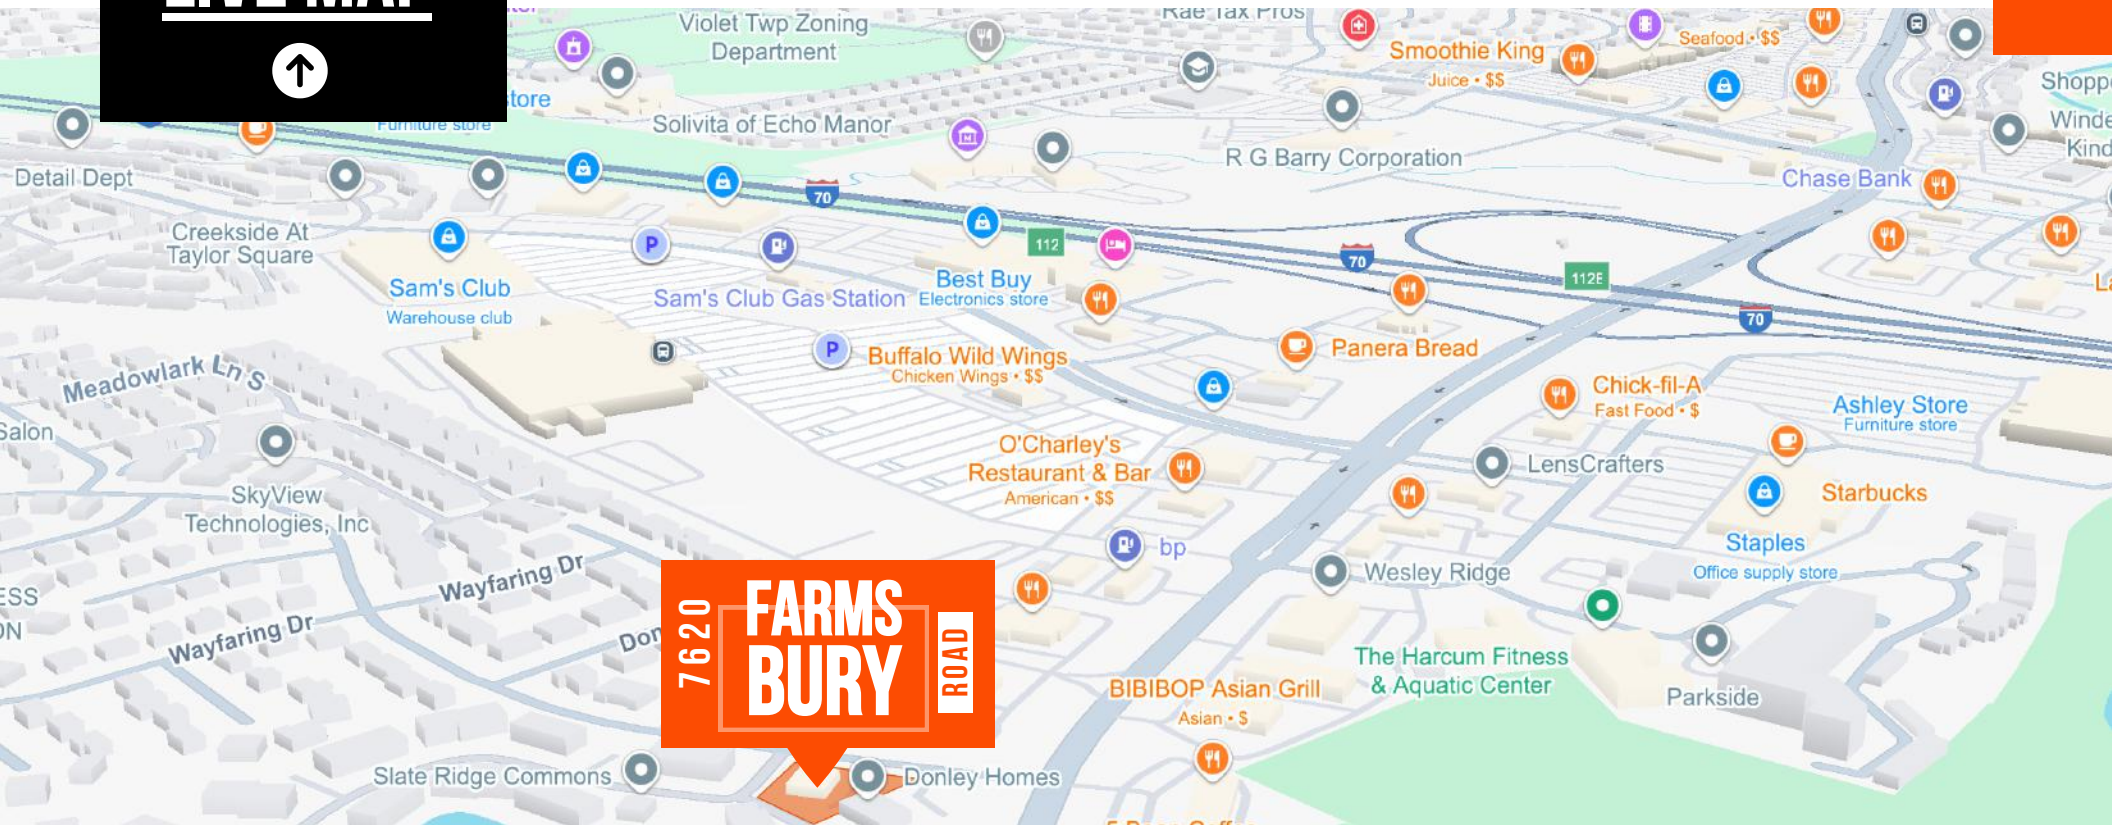 LIVE MAP
Violet Twp Zoning
Department
Rae Tax Pros
Smoothie King
Juice • $$
Seafood • $$
store
Furniture store
Solivita of Echo Manor
R G Barry Corporation
Chase Bank
Detail Dept
70
Creekside At
Taylor Square
P
112
70
112E
70
Sam's Club
Warehouse club
Sam's Club Gas Station
Best Buy
Electronics store
P
Buffalo Wild Wings
Chicken Wings • $$
Panera Bread
Meadowlark Ln S
Chick-fil-A
Fast Food • $
Ashley Store
Furniture store
Salon
O'Charley's
Restaurant & Bar
American • $$
LensCrafters
Starbucks
SkyView
Technologies, Inc
bp
Staples
Office supply store
Wesley Ridge
Wayfaring Dr
Wayfaring Dr
Don
7620
FARMS
BURY
ROAD
The Harcum Fitness
& Aquatic Center
BIBIBOP Asian Grill
Asian • $
Parkside
Slate Ridge Commons
Donley Homes